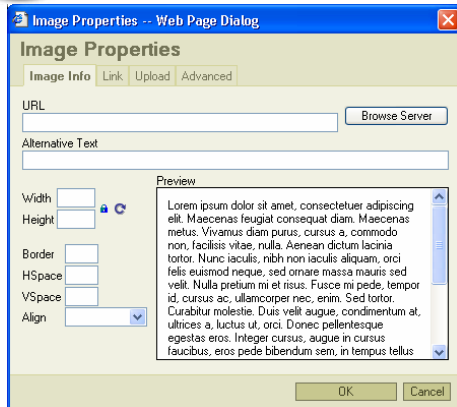 Image Properties -- Web Page Dialog
Image Properties
Image Info Link Upload Advanced
URL
Browse Server
Alternative Text
Preview
Width
Height
Border
HSpace
VSpace
Align
Lorem ipsum dolor sit amet, consectetuer adipiscing
elit. Maecenas feugiat consequat diam. Maecenas
metus. Vivamus diam purus, cursus a, commodo
non, facilisis vitae, nulla. Aenean dictum lacinia
tortor. Nunc iaculis, nibh non iaculis aliquam, orci
felis euismod neque, sed ornare massa mauris sed
velit. Nulla pretium mi et risus. Fusce mi pede, tempor
id, cursus ac, ullamcorper nec, enim. Sed tortor.
Curabitur molestie. Duis velit augue, condimentum at,
ultrices a, luctus ut, orci. Donec pellentesque
egestas eros. Integer cursus, augue in cursus
faucibus, eros pede bibendum sem, in tempus tellus
OK Cancel